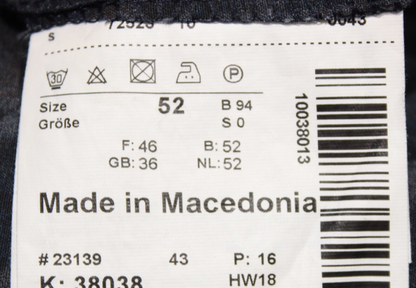 S
30
P
Size 52 B 94
Größe S 0
F: 46 B: 52
GB: 36 NL: 52
10038013
Made in Macedonia
# 23139 43 P: 16
K: 38038 HW18